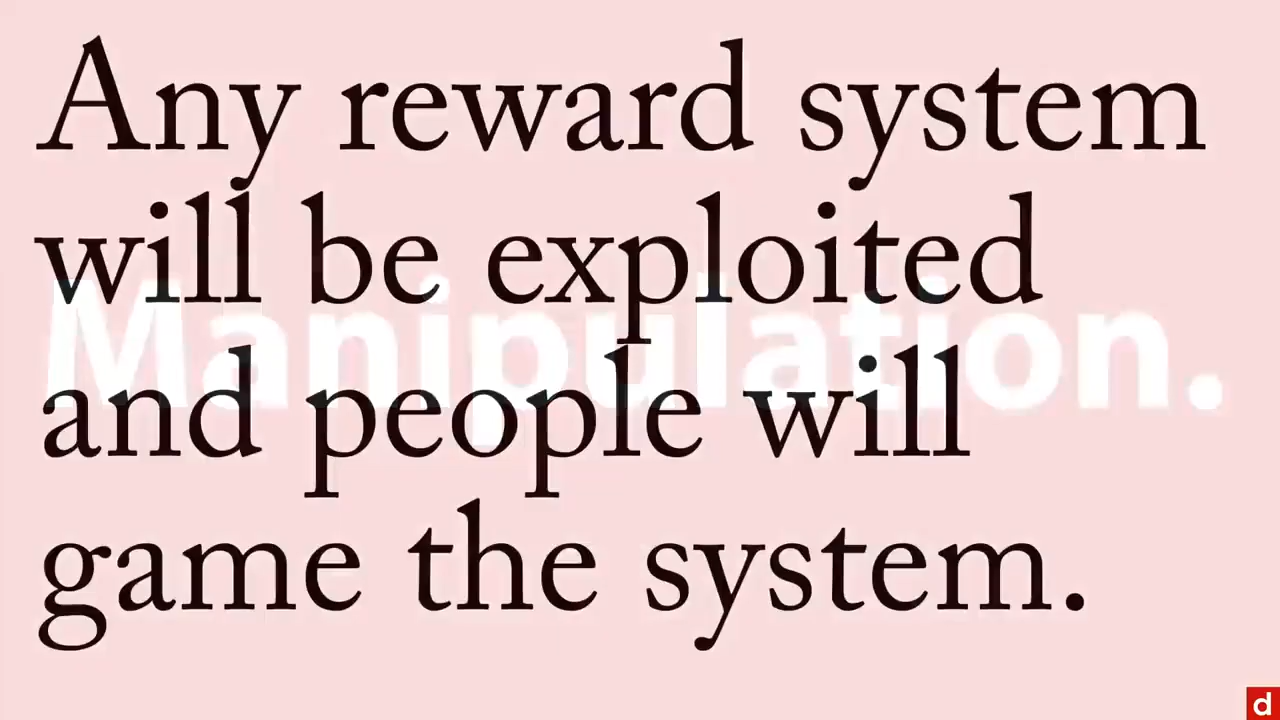 Any reward system
will be exploited
Manipulation.
and people will
game the system.
d